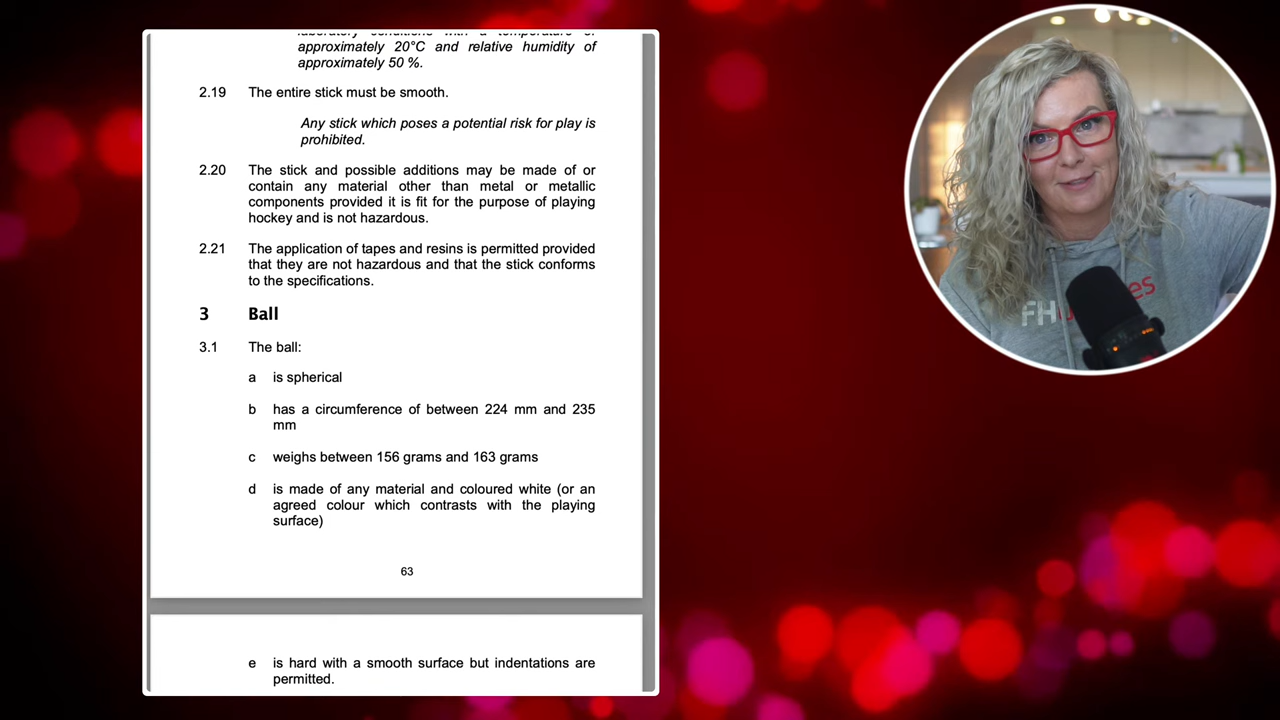 laboratory conditions with a temperature of
approximately 20°C and relative humidity of
approximately 50 %.
2.19 The entire stick must be smooth.
Any stick which poses a potential risk for play is
prohibited.
2.20 The stick and possible additions may be made of or
contain any material other than metal or metallic
components provided it is fit for the purpose of playing
hockey and is not hazardous.
2.21 The application of tapes and resins is permitted provided
that they are not hazardous and that the stick conforms
to the specifications.
3 Ball
3.1 The ball:
a is spherical
b has a circumference of between 224 mm and 235
mm
c weighs between 156 grams and 163 grams
d is made of any material and coloured white (or an
agreed colour which contrasts with the playing
surface)
63
e is hard with a smooth surface but indentations are
permitted.